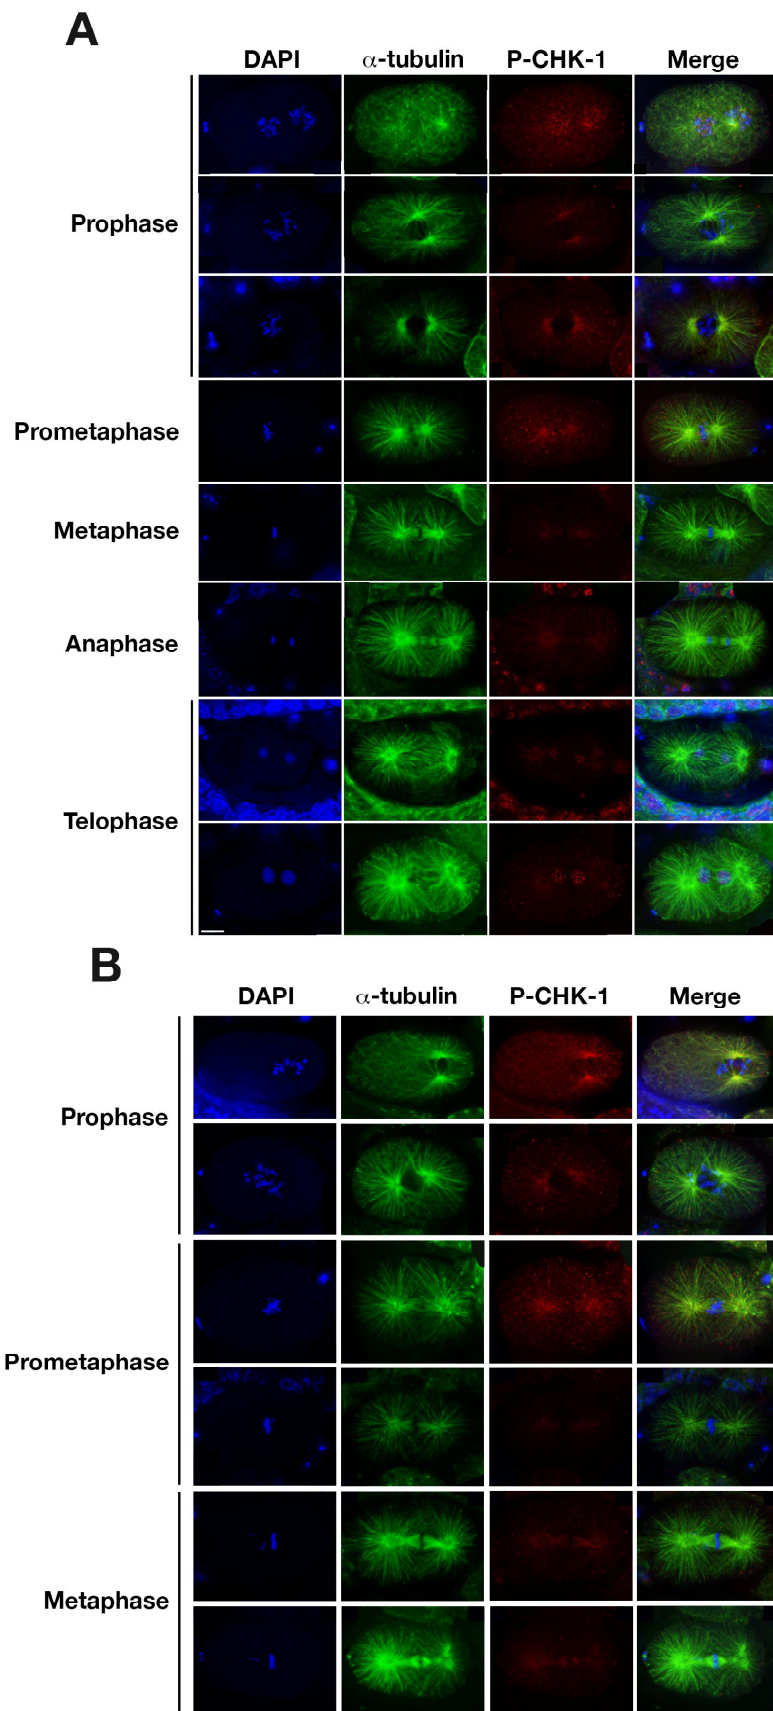 A
DAPI α-tubulin P-CHK-1 Merge
Prophase
Prometaphase
Metaphase
Anaphase
Telophase
B
DAPI α-tubulin P-CHK-1 Merge
Prophase
Prometaphase
Metaphase